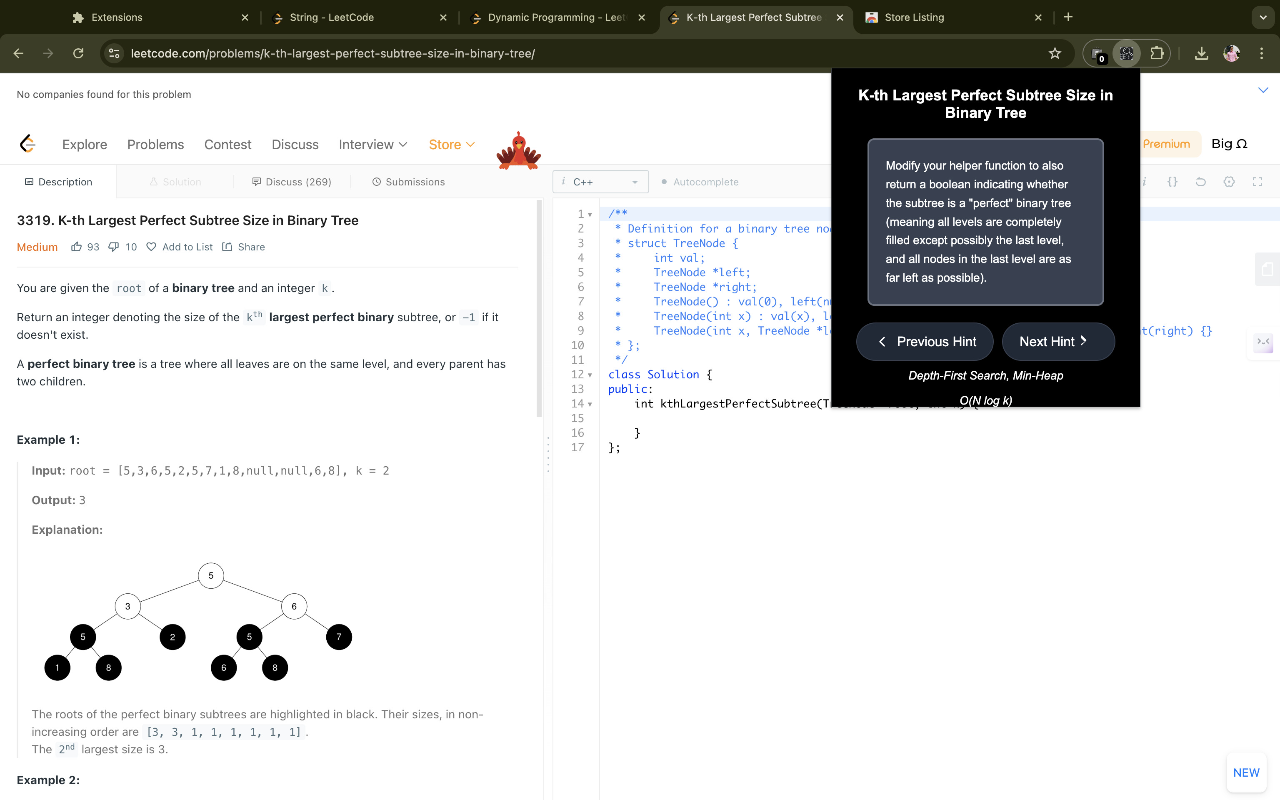 Extensions
String - LeetCode
Dynamic Programming - Leet
K-th Largest Perfect Subtree
Store Listing
leetcode.com/problems/k-th-largest-perfect-subtree-size-in-binary-tree/
0
No companies found for this problem
Explore Problems Contest Discuss Interview Store
Premium Big Ω
Description Solution Discuss (269) Submissions
i C++ Autocomplete
3319. K-th Largest Perfect Subtree Size in Binary Tree
Medium 93 10 Add to List Share
You are given the root of a binary tree and an integer k.
Return an integer denoting the size of the kth largest perfect binary subtree, or -1 if it
doesn't exist.
A perfect binary tree is a tree where all leaves are on the same level, and every parent has
two children.
Example 1:
Input: root = [5,3,6,5,2,5,7,1,8,null,null,6,8], k = 2
Output: 3
Explanation:
5
3 6
5 2 5 7
1 8 6 8
The roots of the perfect binary subtrees are highlighted in black. Their sizes, in non-
increasing order are [3, 3, 1, 1, 1, 1, 1, 1].
The 2nd largest size is 3.
Example 2:
1 /**
2 * Definition for a binary tree no
3 * struct TreeNode {
4 * int val;
5 * TreeNode *left;
6 * TreeNode *right;
7 * TreeNode() : val(0), left(n
8 * TreeNode(int x) : val(x), l
9 * TreeNode(int x, TreeNode *l t(right) {}
10 * };
11 */
12 class Solution {
13 public:
14 int kthLargestPerfectSubtree(T
15
16 }
17 };
K-th Largest Perfect Subtree Size in
Binary Tree
Modify your helper function to also
return a boolean indicating whether
the subtree is a "perfect" binary tree
(meaning all levels are completely
filled except possibly the last level,
and all nodes in the last level are as
far left as possible).
Previous Hint Next Hint
Depth-First Search, Min-Heap
O(N log k)
NEW